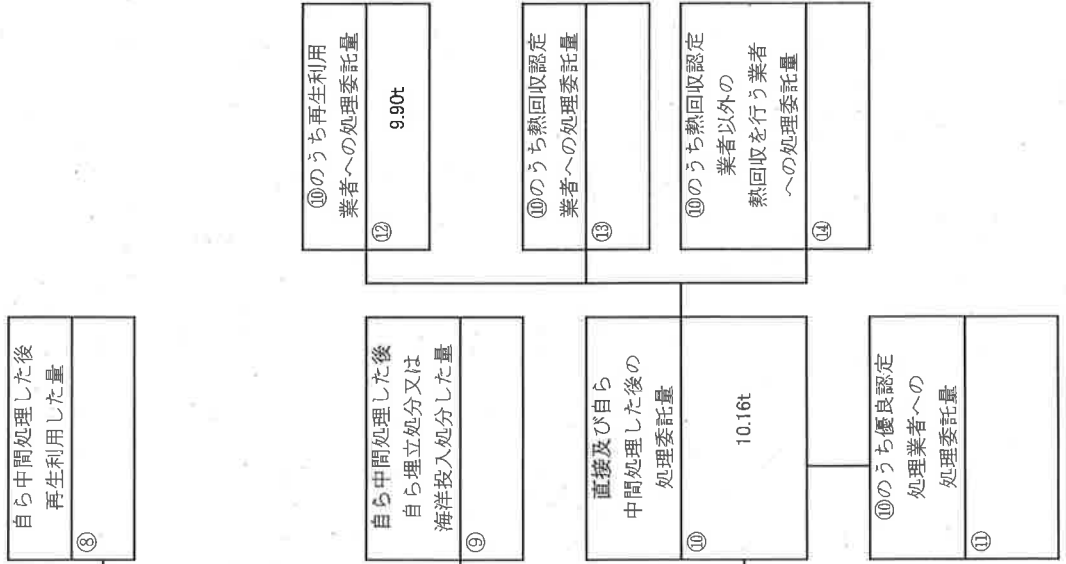 自ら中間処理した後
再生利用した量
⑧
自ら中間処理した後
自ら埋立処分又は
海洋投入処分した量
⑨
直接及び自ら
中間処理した後の
処理委託量
⑩
10.16t
⑩のうち優良認定
処理業者への
処理委託量
⑪
⑩のうち再生利用
業者への処理委託量
⑫
9.90t
⑩のうち熱回収認定
業者への処理委託量
⑬
⑩のうち熱回収認定
業者以外の
熱回収を行う業者
への処理委託量
⑭